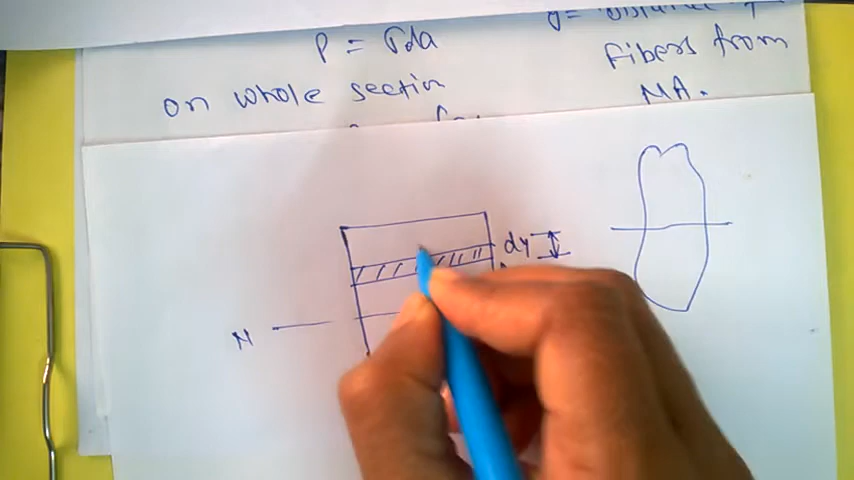 P = σda
on whole section
fibers from
NA.
dy
N